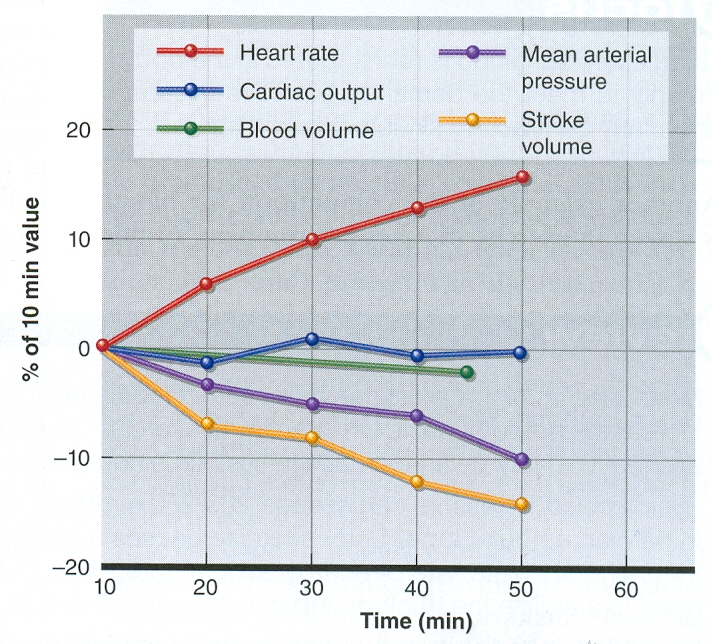 Heart rate
Cardiac output
Blood volume
Mean arterial
pressure
Stroke
volume
% of 10 min value
20
10
0
–10
–20
10
20
30
40
50
60
Time (min)